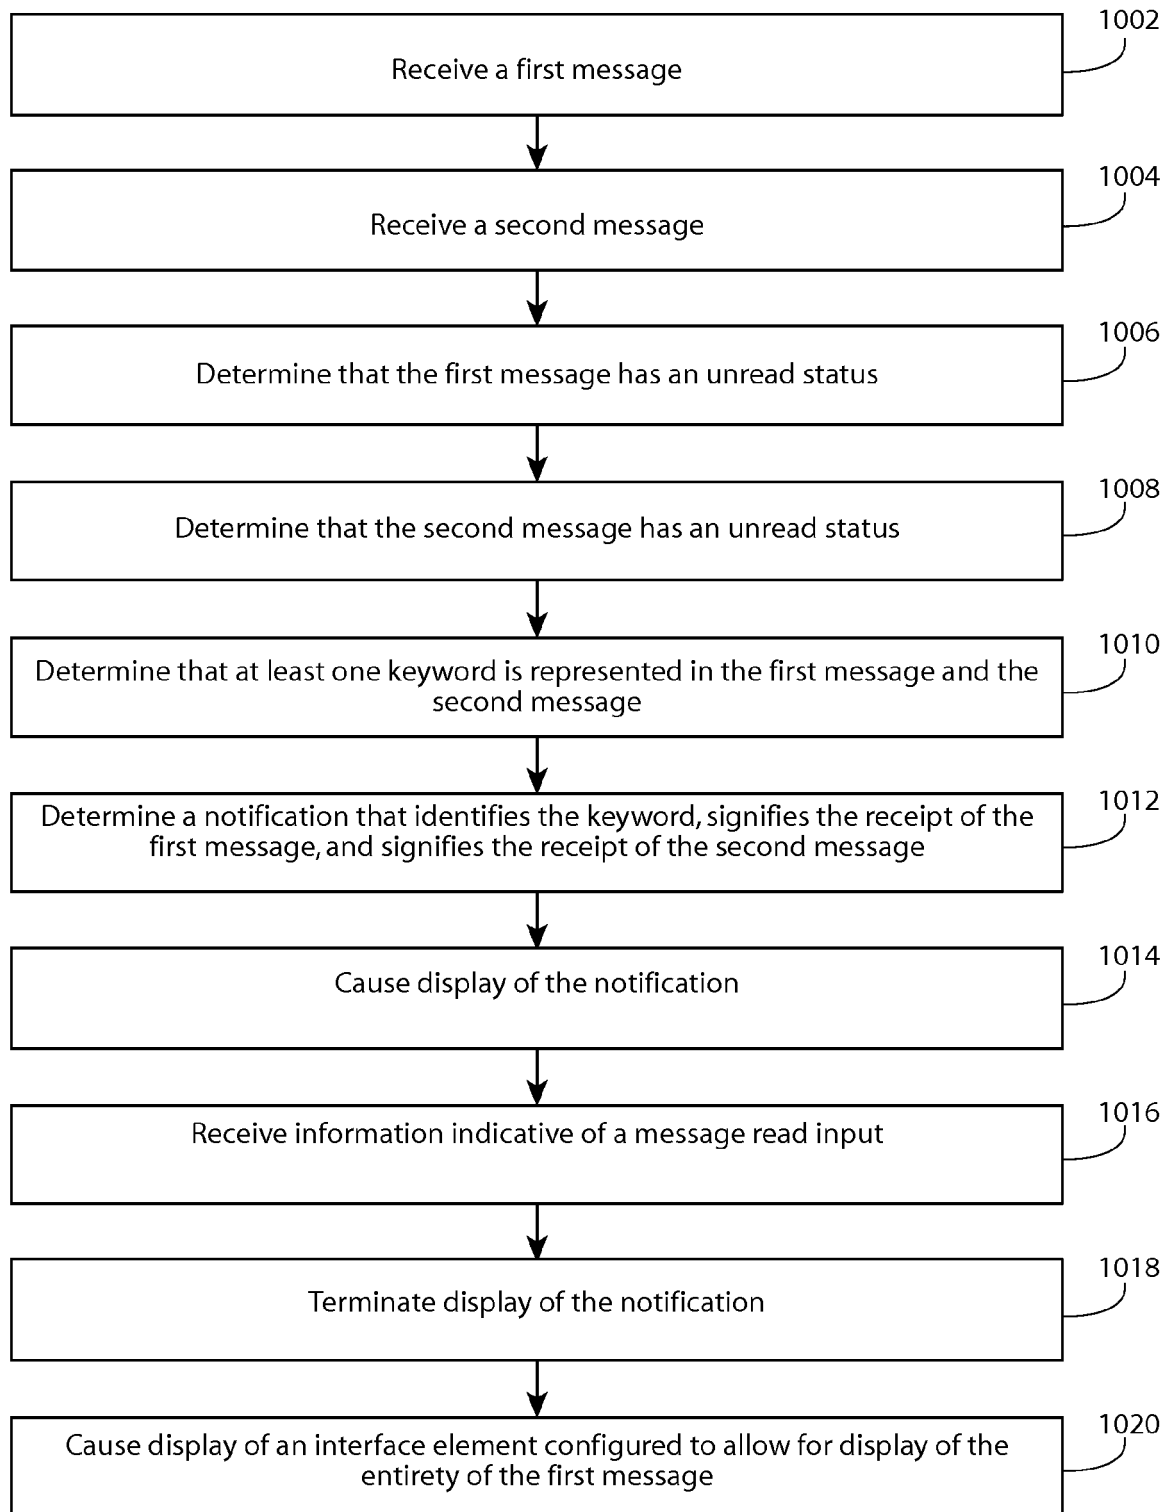 1002
Receive a first message
1004
Receive a second message
1006
Determine that the first message has an unread status
1008
Determine that the second message has an unread status
1010
Determine that at least one keyword is represented in the first message and the
second message
1012
Determine a notification that identifies the keyword, signifies the receipt of the
first message, and signifies the receipt of the second message
1014
Cause display of the notification
1016
Receive information indicative of a message read input
1018
Terminate display of the notification
1020
Cause display of an interface element configured to allow for display of the
entirety of the first message